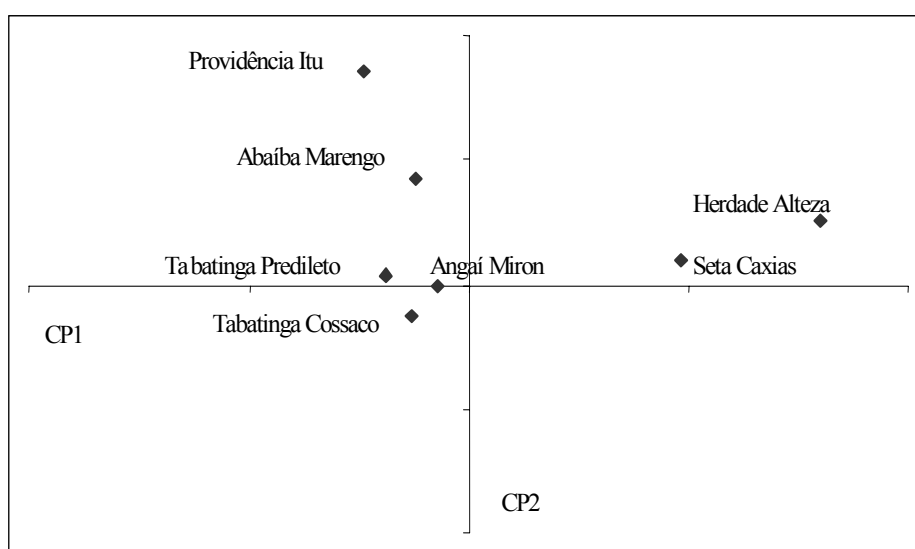 Providência Itu
Abaíba Marengo
Herdade Alteza
Tabatinga Predileto
Angaí Miron
Seta Caxias
Tabatinga Cossaco
CP1
CP2